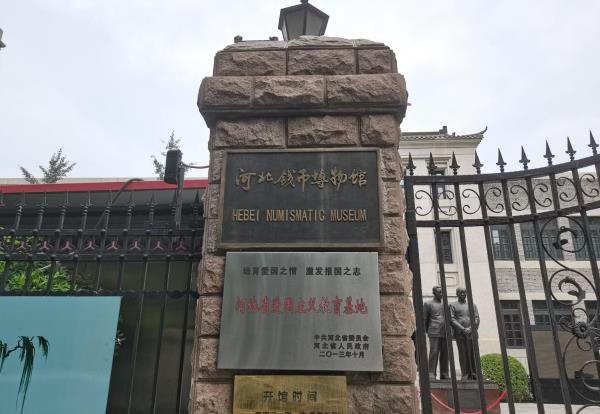 河北钱币博物馆
HEBEI NUMISMATIC MUSEUM
培育爱国之情 激发报国之志
河北省爱国主义教育基地
中共河北省委员会
河北省人民政府
二〇一三年十月
开馆时间